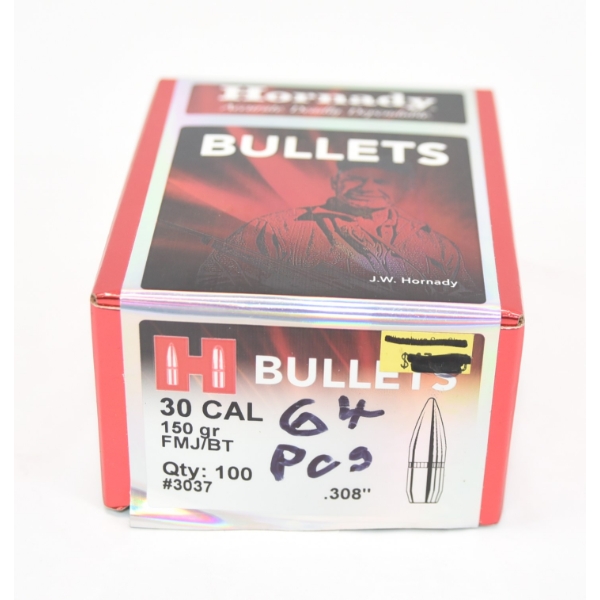 Hornady
Accurate. Deadly. Dependable.
BULLETS
J.W. Hornady
H BULLETS
30 CAL
150 gr
FMJ/BT
Qty: 100
#3037
64
PCS
.308"